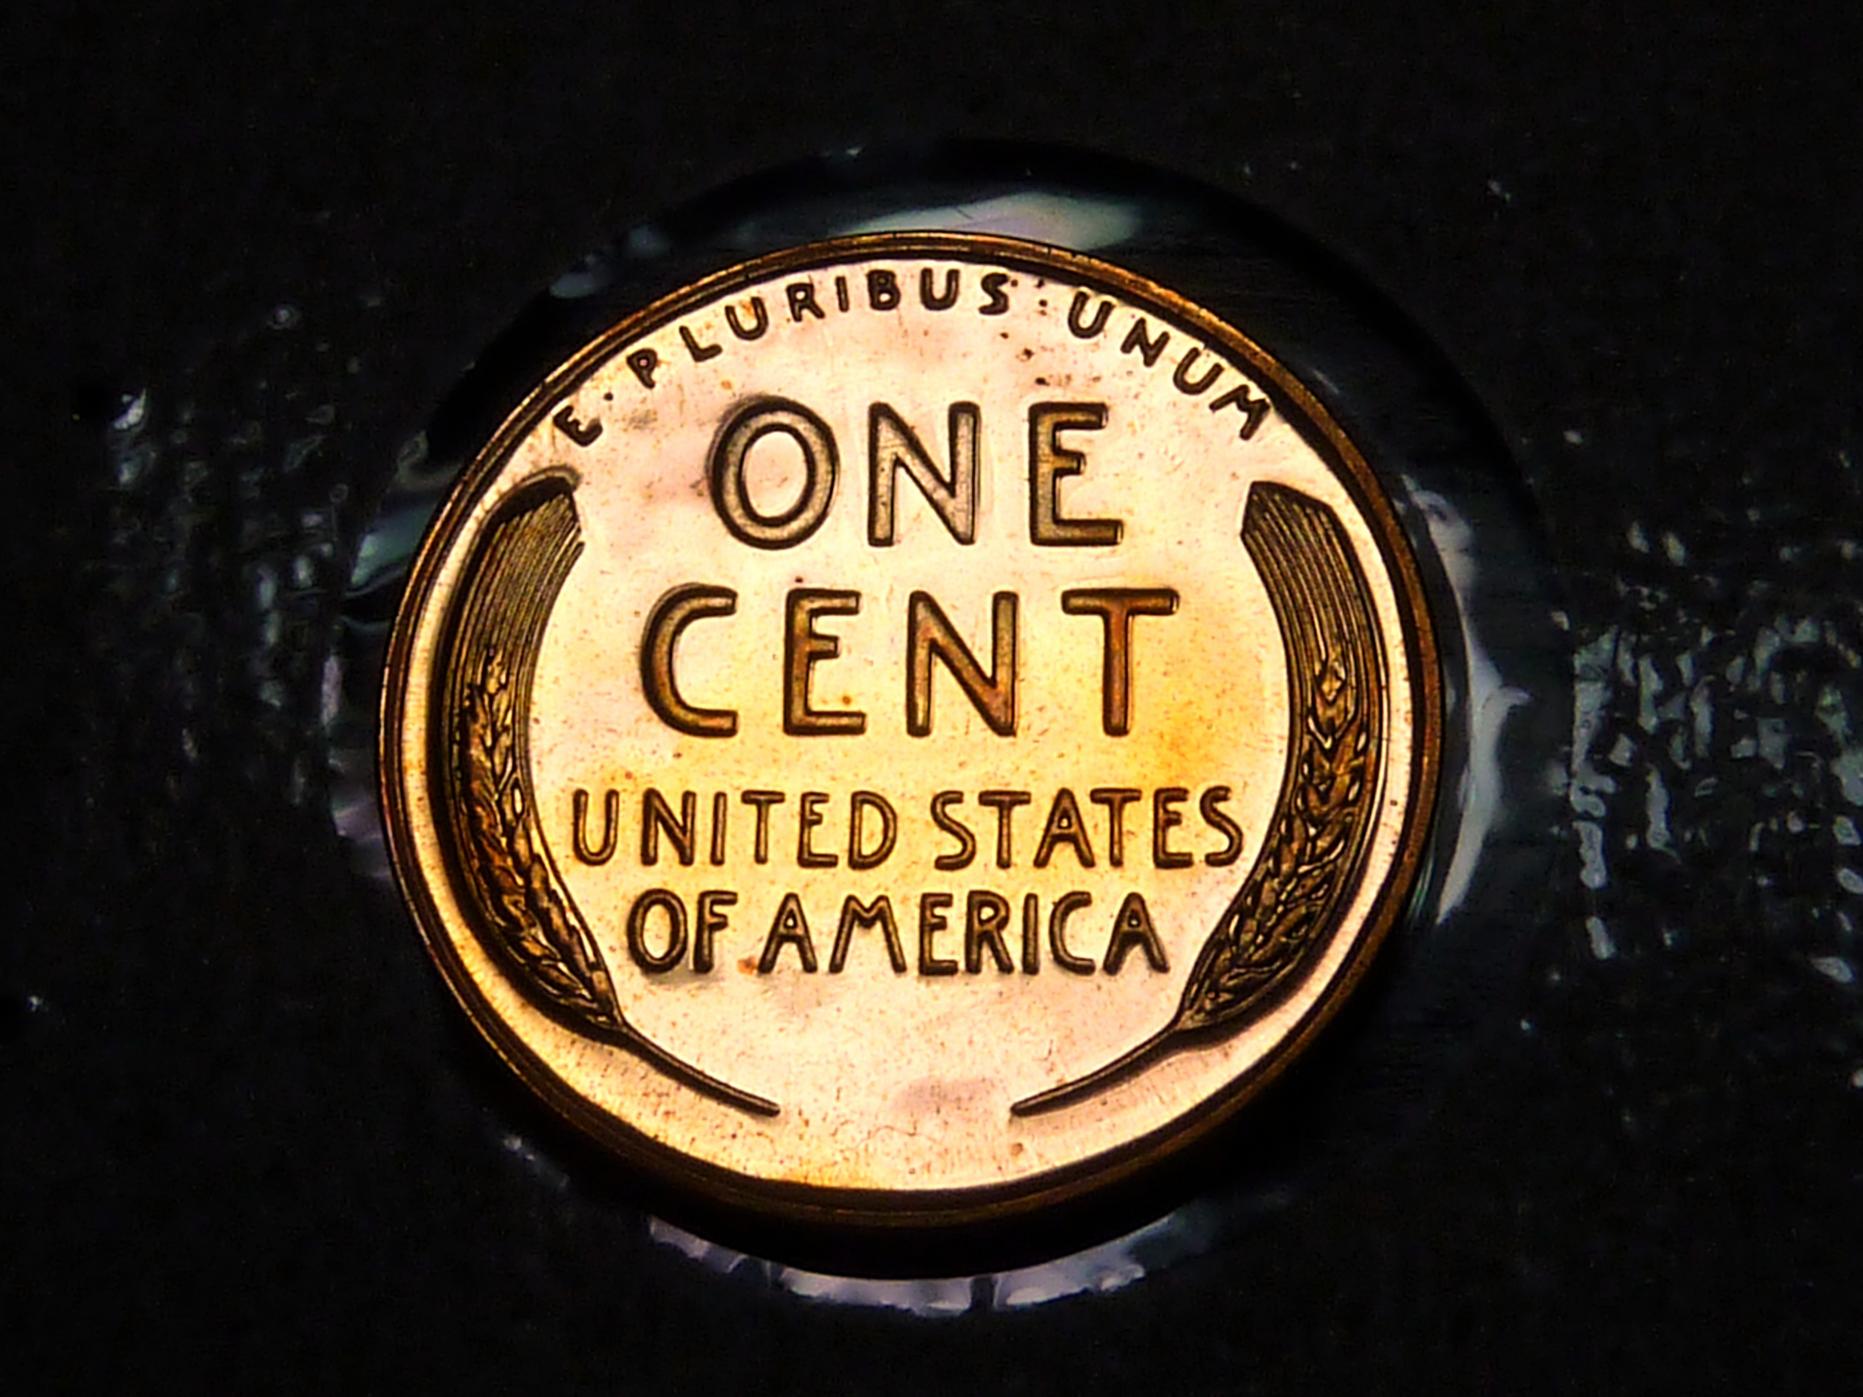 E·PLURIBUS·UNUM
ONE
CENT
UNITED STATES
OF AMERICA